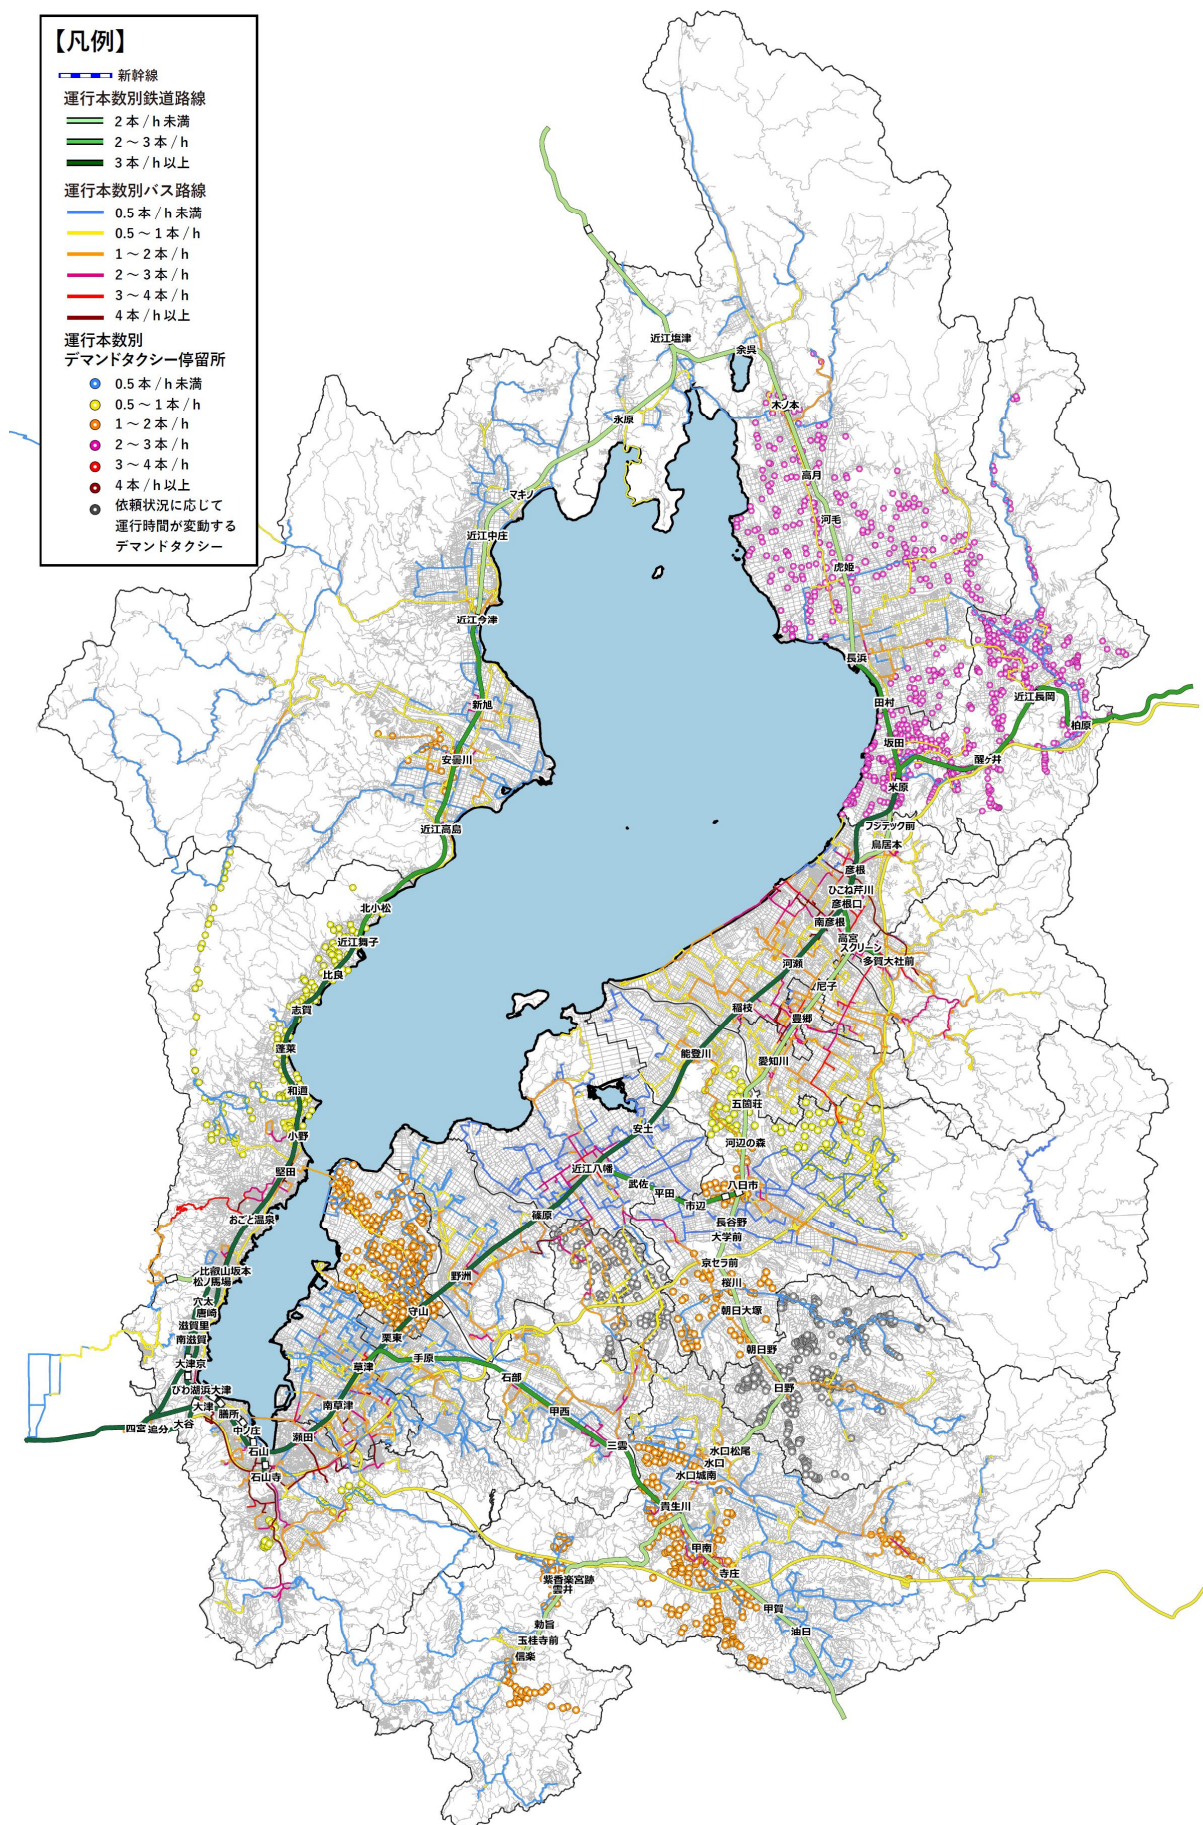 【凡例】
新幹線
運行本数別鉄道路線
2 本 / h 未満
2 ～ 3 本 / h
3 本 / h 以上
運行本数別バス路線
0.5 本 / h 未満
0.5 ～ 1 本 / h
1 ～ 2 本 / h
2 ～ 3 本 / h
3 ～ 4 本 / h
4 本 / h 以上
運行本数別
デマンドタクシー停留所
0.5 本 / h 未満
0.5 ～ 1 本 / h
1 ～ 2 本 / h
2 ～ 3 本 / h
3 ～ 4 本 / h
4 本 / h 以上
依頼状況に応じて
運行時間が変動する
デマンドタクシー
近江塩津
余呉
木ノ本
永原
高月
マキノ
河毛
近江中庄
虎姫
近江今津
長浜
近江長岡
田村
新旭
柏原
坂田
安曇川
醒ヶ井
米原
フジテック前
近江高島
鳥居本
彦根
ひこね芹川
彦根口
北小松
南彦根
高宮
スクリーン
近江舞子
多賀大社前
河瀬
比良
尼子
稲枝
志賀
豊郷
蓬莱
能登川
愛知川
和邇
五箇荘
小野
安土
河辺の森
堅田
近江八幡
武佐
八日市
平田
市辺
おごと温泉
篠原
長谷野
大学前
京セラ前
比叡山坂本
松ノ馬場
野洲
桜川
穴太
唐崎
守山
朝日大塚
滋賀里
南滋賀
栗東
朝日野
手原
大津京
草津
石部
日野
びわ湖浜大津
大津
南草津
膳所
甲西
四宮
追分
大谷
中ノ庄
瀬田
三雲
水口松尾
石山
水口
石山寺
水口城南
貴生川
甲南
寺庄
紫香楽宮跡
雲井
甲賀
勅旨
油日
玉桂寺前
信楽